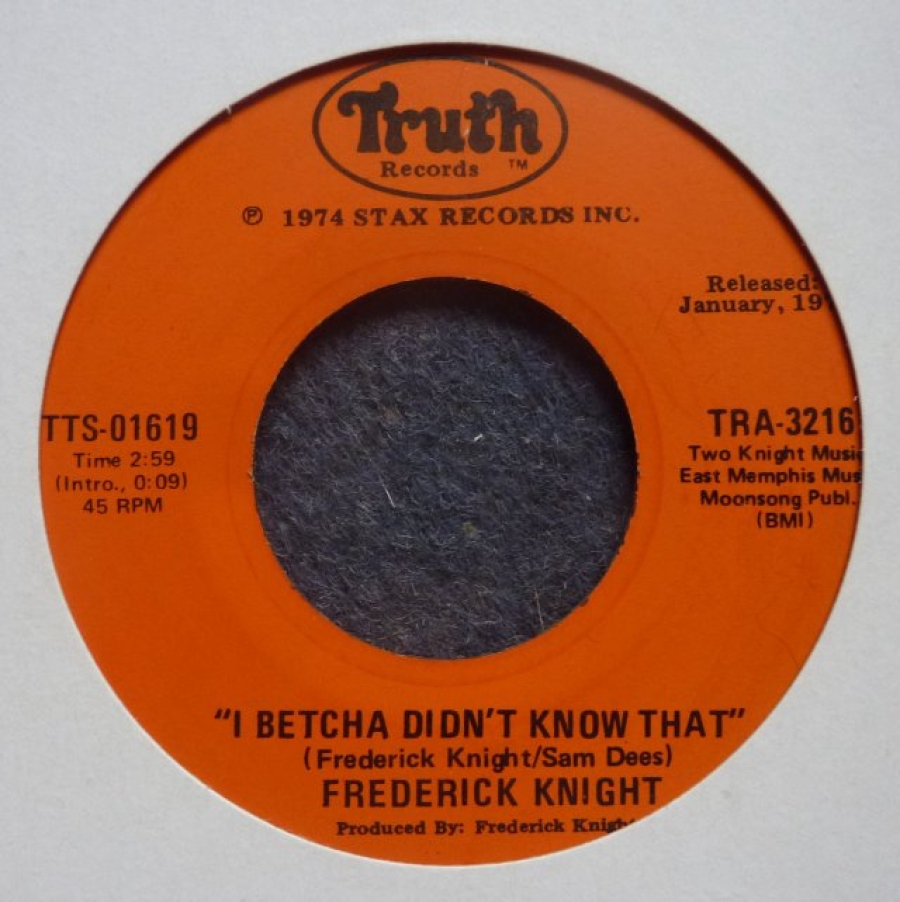 Truth
Records TM
℗ 1974 STAX RECORDS INC.
Released:
January, 19
TTS-01619
Time 2:59
(Intro., 0:09)
45 RPM
TRA-3216
Two Knight Music
East Memphis Mus
Moonsong Publ.
(BMI)
"I BETCHA DIDN'T KNOW THAT"
(Frederick Knight/Sam Dees)
FREDERICK KNIGHT
Produced By: Frederick Knight